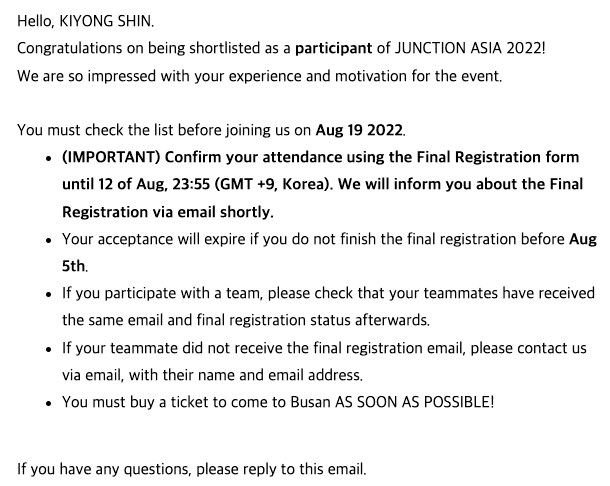 Hello, KIYONG SHIN.
Congratulations on being shortlisted as a participant of JUNCTION ASIA 2022!
We are so impressed with your experience and motivation for the event.
You must check the list before joining us on Aug 19 2022.
• (IMPORTANT) Confirm your attendance using the Final Registration form
until 12 of Aug, 23:55 (GMT +9, Korea). We will inform you about the Final
Registration via email shortly.
• Your acceptance will expire if you do not finish the final registration before Aug
5th.
• If you participate with a team, please check that your teammates have received
the same email and final registration status afterwards.
• If your teammate did not receive the final registration email, please contact us
via email, with their name and email address.
• You must buy a ticket to come to Busan AS SOON AS POSSIBLE!
If you have any questions, please reply to this email.